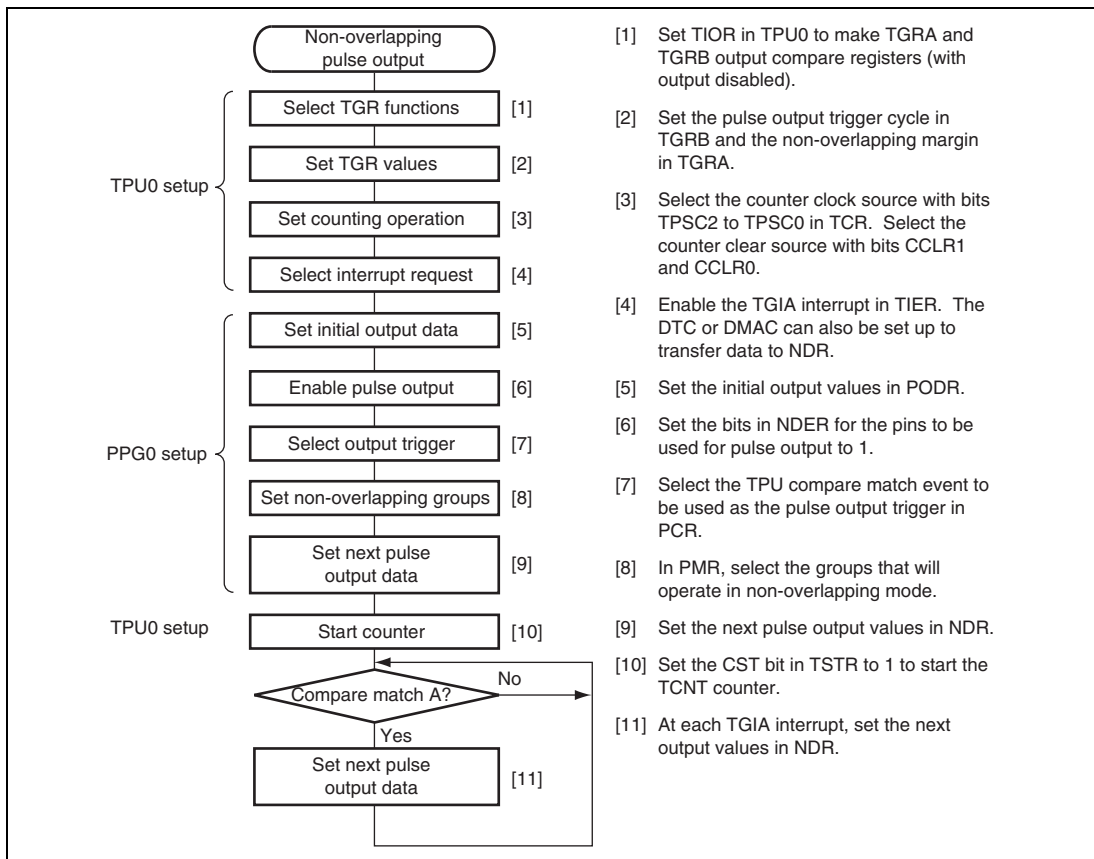 Non-overlapping
pulse output
TPU0 setup
Select TGR functions [1]
Set TGR values [2]
Set counting operation [3]
Select interrupt request [4]
PPG0 setup
Set initial output data [5]
Enable pulse output [6]
Select output trigger [7]
Set non-overlapping groups [8]
Set next pulse
output data
[9]
TPU0 setup
Start counter [10]
Compare match A?
No
Yes
Set next pulse
output data
[11]
[1] Set TIOR in TPU0 to make TGRA and
TGRB output compare registers (with
output disabled).
[2] Set the pulse output trigger cycle in
TGRB and the non-overlapping margin
in TGRA.
[3] Select the counter clock source with bits
TPSC2 to TPSC0 in TCR. Select the
counter clear source with bits CCLR1
and CCLR0.
[4] Enable the TGIA interrupt in TIER. The
DTC or DMAC can also be set up to
transfer data to NDR.
[5] Set the initial output values in PODR.
[6] Set the bits in NDER for the pins to be
used for pulse output to 1.
[7] Select the TPU compare match event to
be used as the pulse output trigger in
PCR.
[8] In PMR, select the groups that will
operate in non-overlapping mode.
[9] Set the next pulse output values in NDR.
[10] Set the CST bit in TSTR to 1 to start the
TCNT counter.
[11] At each TGIA interrupt, set the next
output values in NDR.